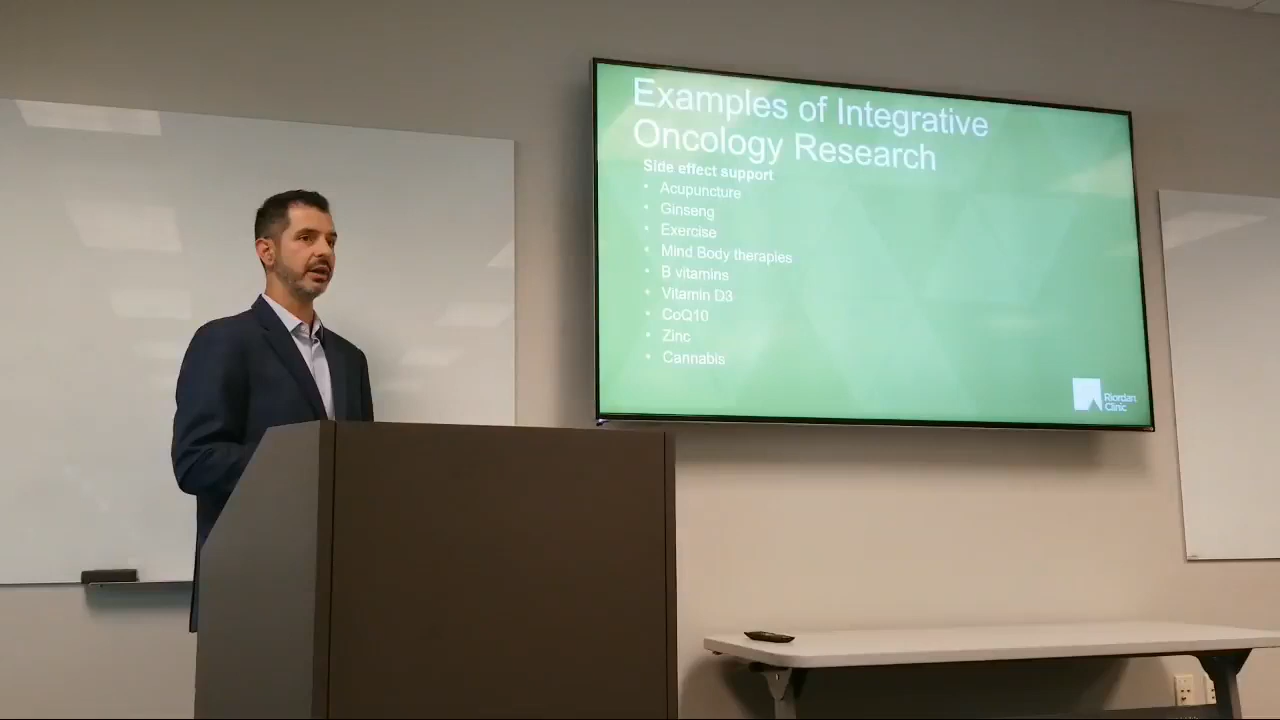 Examples of Integrative
Oncology Research
Side effect support
• Acupuncture
• Ginseng
• Exercise
• Mind Body therapies
• B vitamins
• Vitamin D3
• CoQ10
• Zinc
• Cannabis
Riordan
Clinic